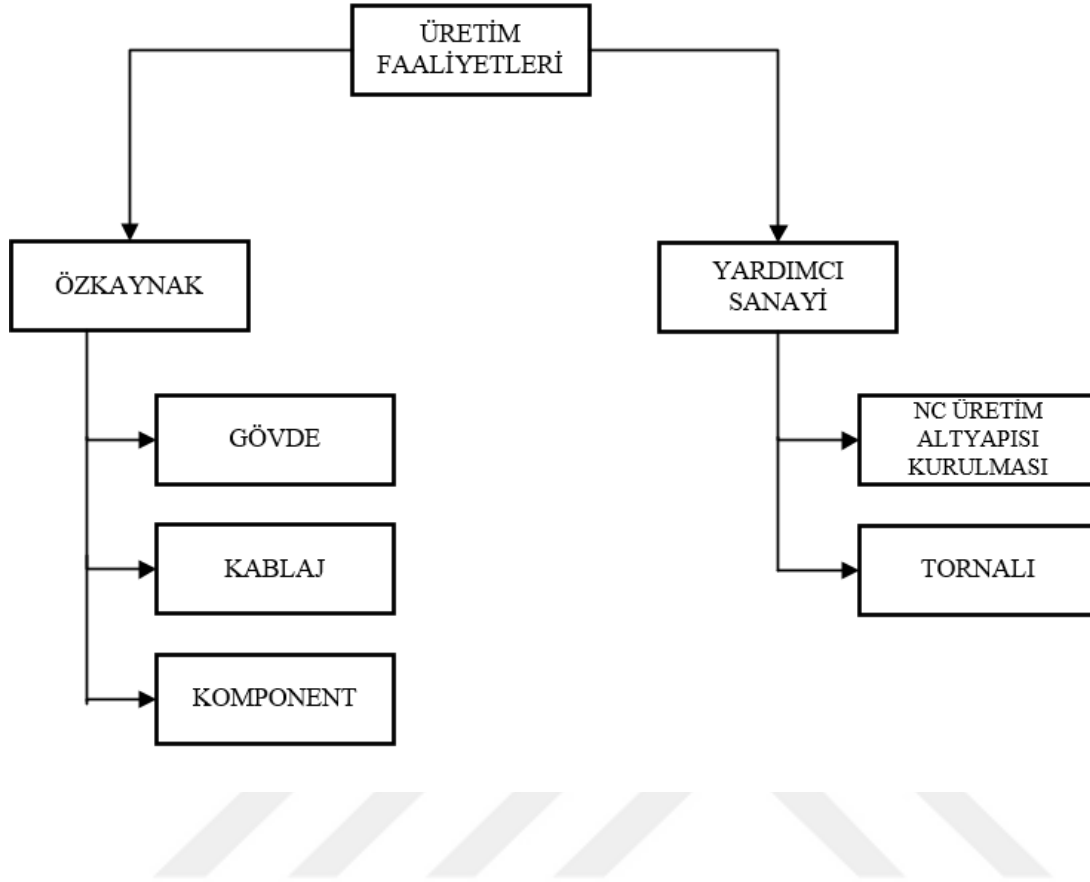 ÜRETİM
FAALİYETLERİ
ÖZKAYNAK
YARDIMCI
SANAYİ
GÖVDE
NC ÜRETİM
ALTYAPISI
KURULMASI
KABLAJ
TORNALI
KOMPONENT